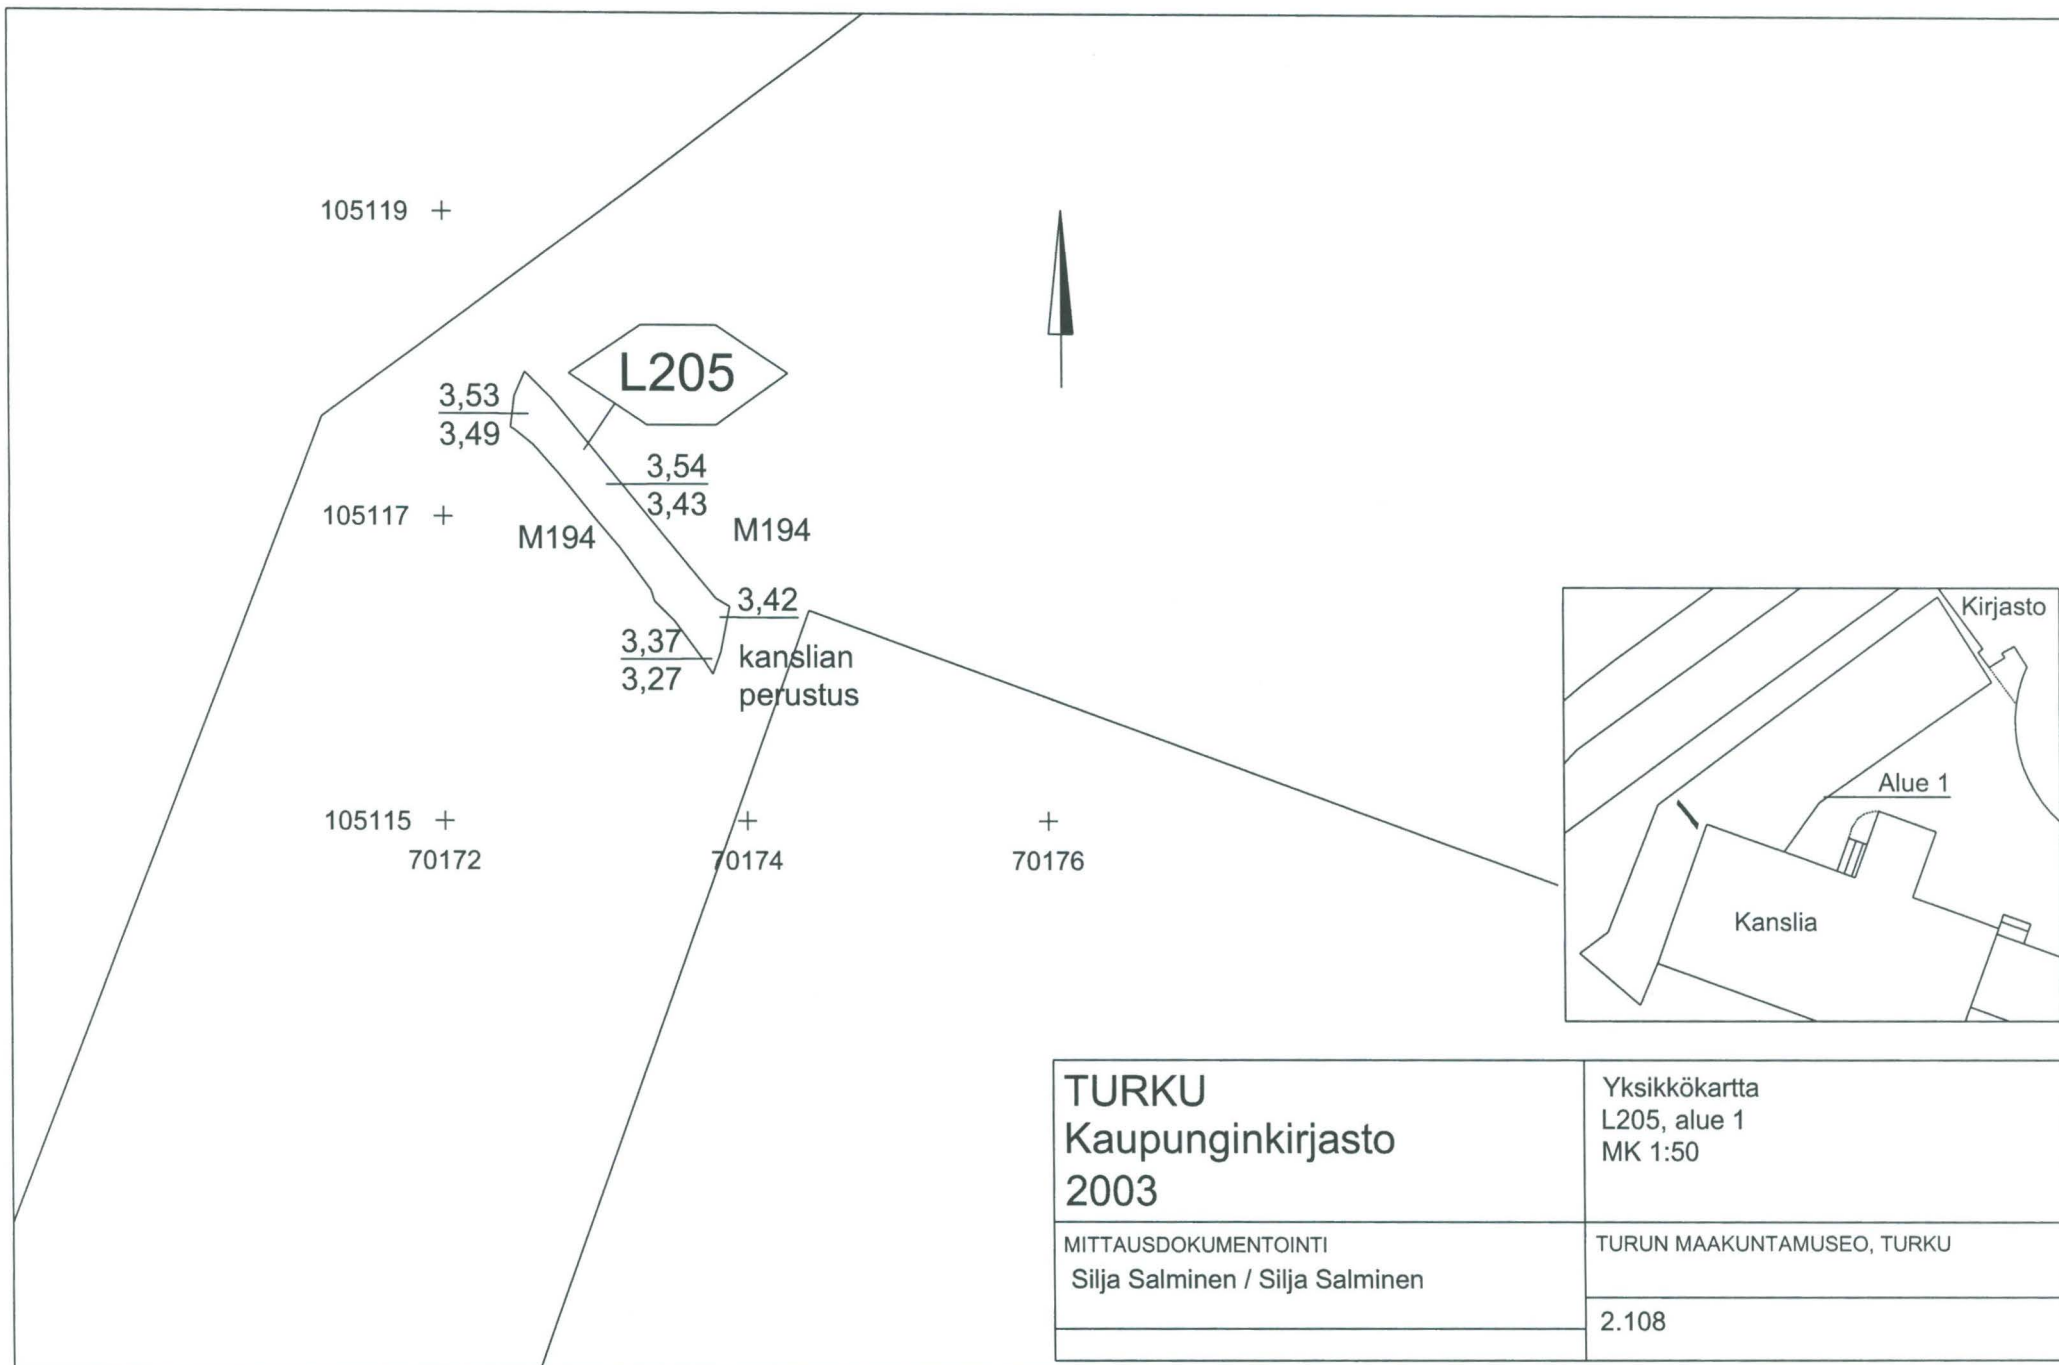 105119
L205
3,53
3,49
3,54
3,43
105117
M194
M194
3,42
3,37
3,27
kanslian
perustus
105115
70172
70174
70176
Kirjasto
Alue 1
Kanslia
TURKU
Kaupunginkirjasto
2003
Yksikkökartta
L205, alue 1
MK 1:50
MITTAUSDOKUMENTOINTI
Silja Salminen / Silja Salminen
TURUN MAAKUNTAMUSEO, TURKU
2.108